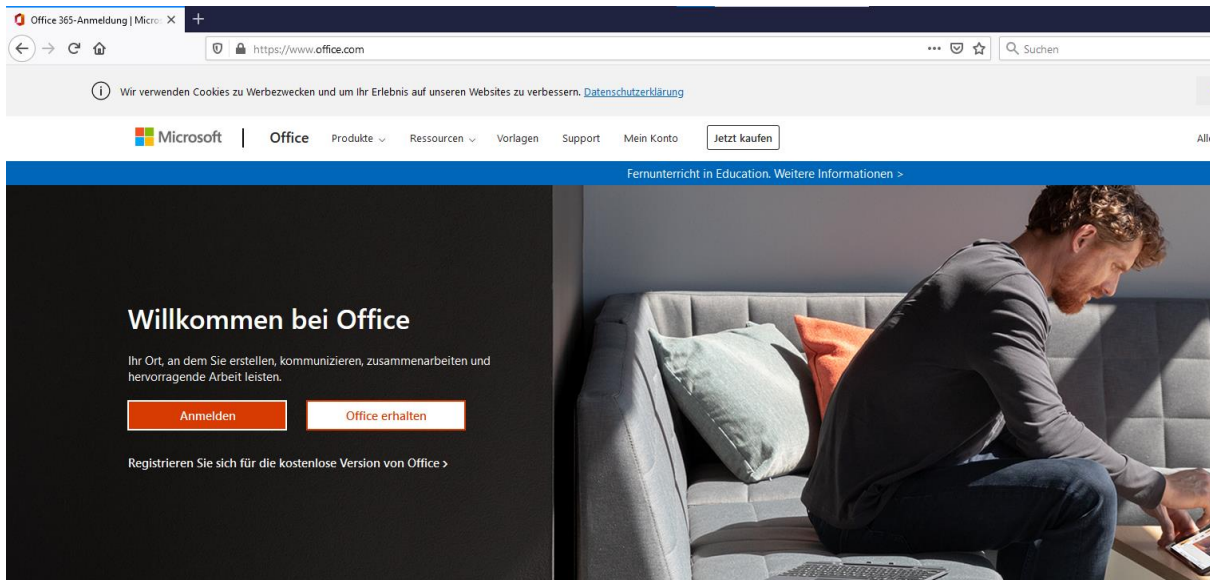 Office 365-Anmeldung | Micros
https://www.office.com
Suchen
Wir verwenden Cookies zu Werbezwecken und um Ihr Erlebnis auf unseren Websites zu verbessern. Datenschutzerklärung
Microsoft | Office Produkte Ressourcen Vorlagen Support Mein Konto Jetzt kaufen
Alle
Fernunterricht in Education. Weitere Informationen >
Willkommen bei Office
Ihr Ort, an dem Sie erstellen, kommunizieren, zusammenarbeiten und
hervorragende Arbeit leisten.
Anmelden Office erhalten
Registrieren Sie sich für die kostenlose Version von Office >